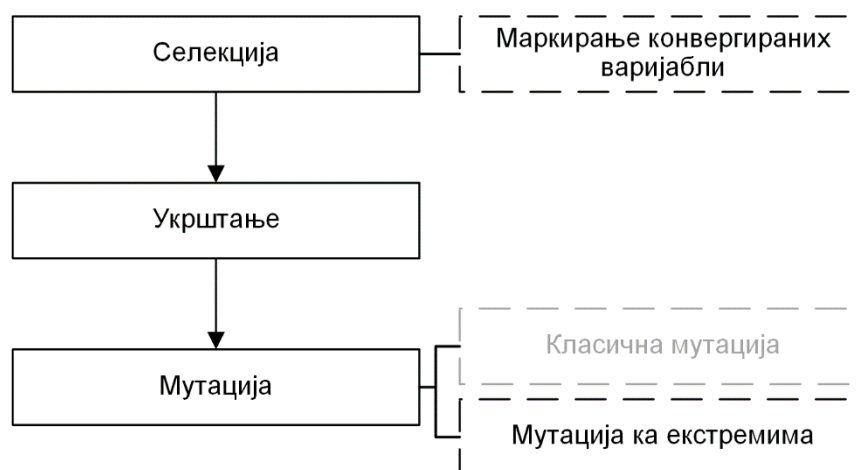 Селекција
Маркирање конвергираних
варијабли
Укрштање
Класична мутација
Мутација
Мутација ка екстремима